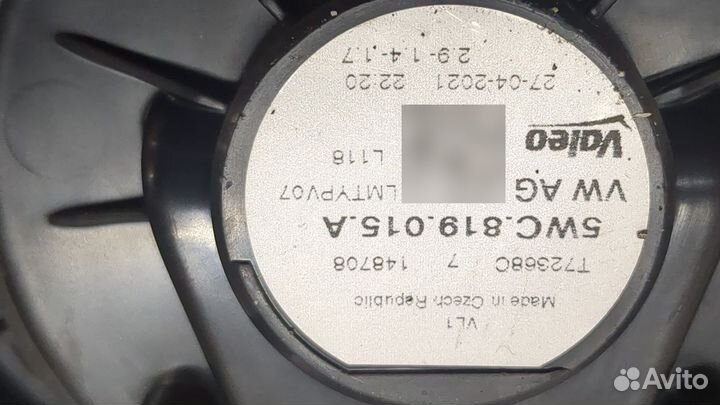 VL1
Made in Czech Republic
T72368C 7 148708
5WC.819.015.A
VW AG LMTYPV07
Valeo L118
27-04-2021 22:20
2.9-1.4-1.7
Avito